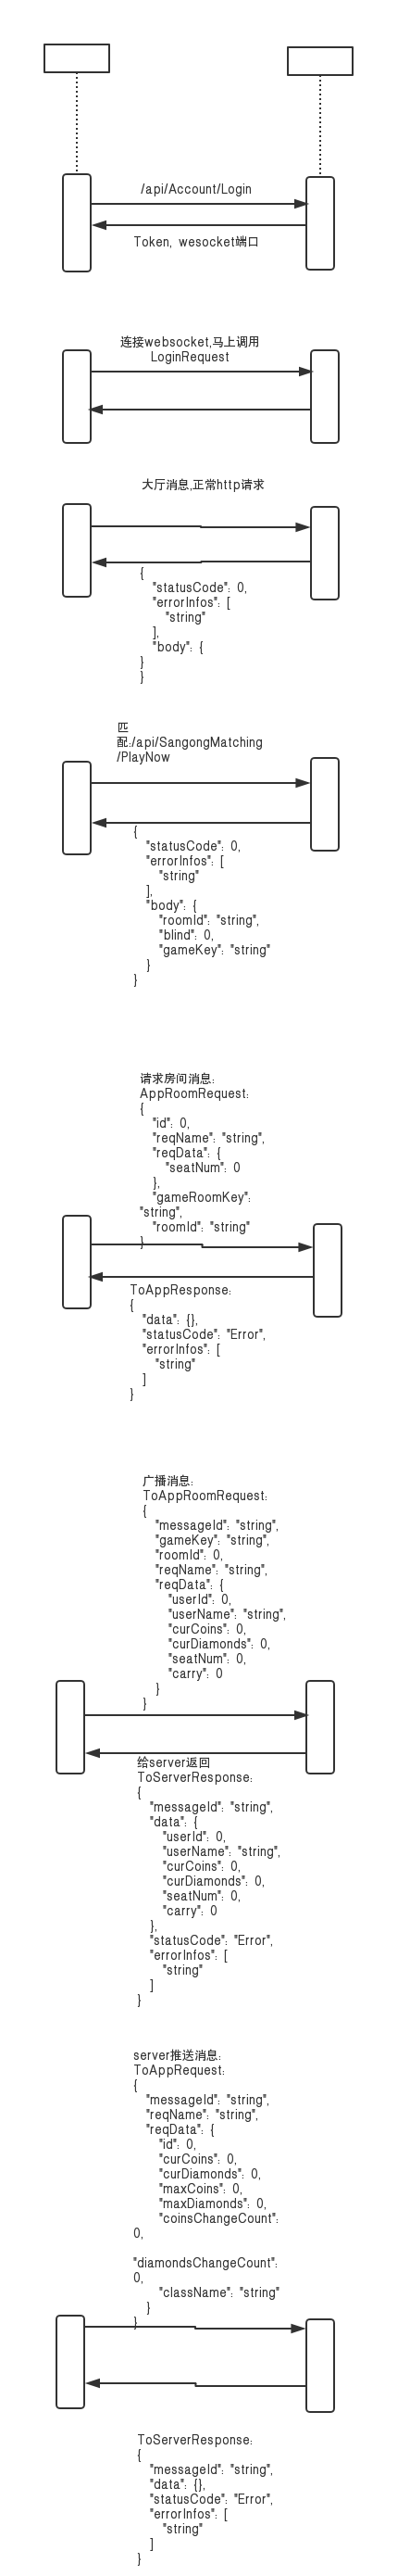 /api/Account/Login
Token, wesocket端口
连接websocket,马上调用
LoginRequest
大厅消息,正常http请求
{
"statusCode": 0,
"errorInfos": [
"string"
],
"body": {
}
}
匹
配:/api/SangongMatching
/PlayNow
{
"statusCode": 0,
"errorInfos": [
"string"
],
"body": {
"roomId": "string",
"blind": 0,
"gameKey": "string"
}
}
请求房间消息:
AppRoomRequest:
{
"id": 0,
"reqName": "string",
"reqData": {
"seatNum": 0
},
"gameRoomKey":
"string",
"roomId": "string"
}
ToAppResponse:
{
"data": {},
"statusCode": "Error",
"errorInfos": [
"string"
]
}
广播消息:
ToAppRoomRequest:
{
"messageId": "string",
"gameKey": "string",
"roomId": 0,
"reqName": "string",
"reqData": {
"userId": 0,
"userName": "string",
"curCoins": 0,
"curDiamonds": 0,
"seatNum": 0,
"carry": 0
}
}
给server返回
ToServerResponse:
{
"messageId": "string",
"data": {
"userId": 0,
"userName": "string",
"curCoins": 0,
"curDiamonds": 0,
"seatNum": 0,
"carry": 0
},
"statusCode": "Error",
"errorInfos": [
"string"
]
}
server推送消息:
ToAppRequest:
{
"messageId": "string",
"reqName": "string",
"reqData": {
"id": 0,
"curCoins": 0,
"curDiamonds": 0,
"maxCoins": 0,
"maxDiamonds": 0,
"coinsChangeCount":
0,
"diamondsChangeCount":
0,
"className": "string"
}
}
ToServerResponse:
{
"messageId": "string",
"data": {},
"statusCode": "Error",
"errorInfos": [
"string"
]
}